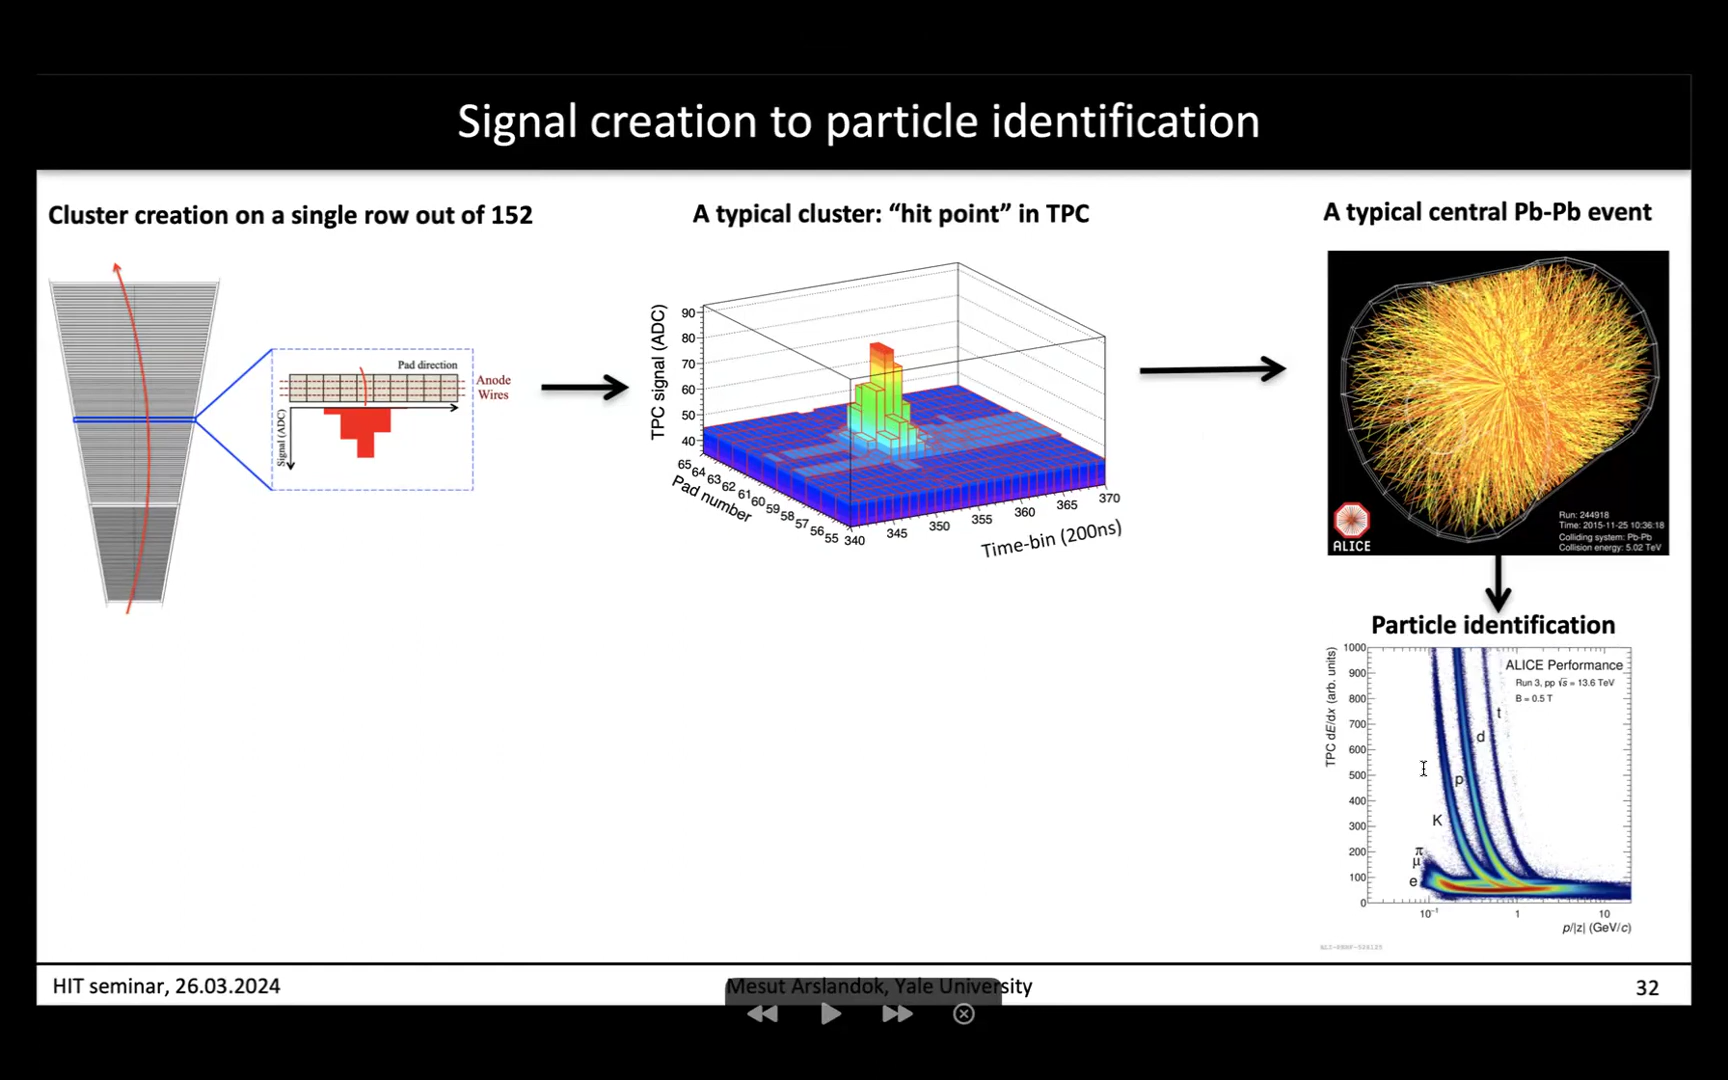 Signal creation to particle identification
Cluster creation on a single row out of 152
Pad direction
Anode
Wires
Signal (ADC)
A typical cluster: “hit point” in TPC
TPC signal (ADC)
90
80
70
60
50
40
65
64
63
62
61
60
59
58
57
56
55
Pad number
340
345
350
355
360
365
370
Time-bin (200ns)
A typical central Pb-Pb event
ALICE
Run: 244918
Time: 2015-11-25 10:36:18
Colliding system: Pb-Pb
Collision energy: 5.02 TeV
Particle identification
TPC dE/dx (arb. units)
1000
900
800
700
600
500
400
300
200
100
0
ALICE Performance
Run 3, pp √s = 13.6 TeV
B = 0.5 T
t
d
p
K
π
μ
e
10⁻¹
1
10
p/|z| (GeV/c)
HIT seminar, 26.03.2024
Mesut Arslandok, Yale University
32